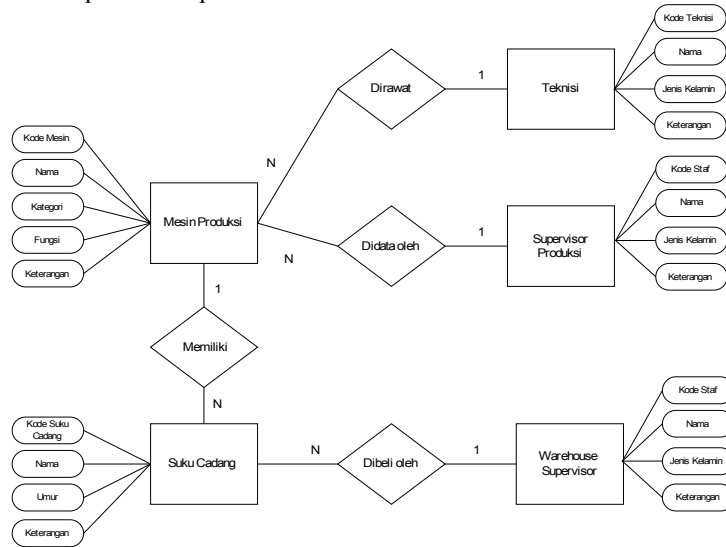 Kode Teknisi
Nama
Jenis Kelamin
Keterangan
Dirawat
1
Teknisi
N
Kode Mesin
Nama
Kategori
Fungsi
Keterangan
Mesin Produksi
N
Didata oleh
1
Supervisor
Produksi
Kode Staf
Nama
Jenis Kelamin
Keterangan
1
Memiliki
N
Kode Suku
Cadang
Nama
Umur
Keterangan
Suku Cadang
N
Dibeli oleh
1
Warehouse
Supervisor
Kode Staf
Nama
Jenis Kelamin
Keterangan